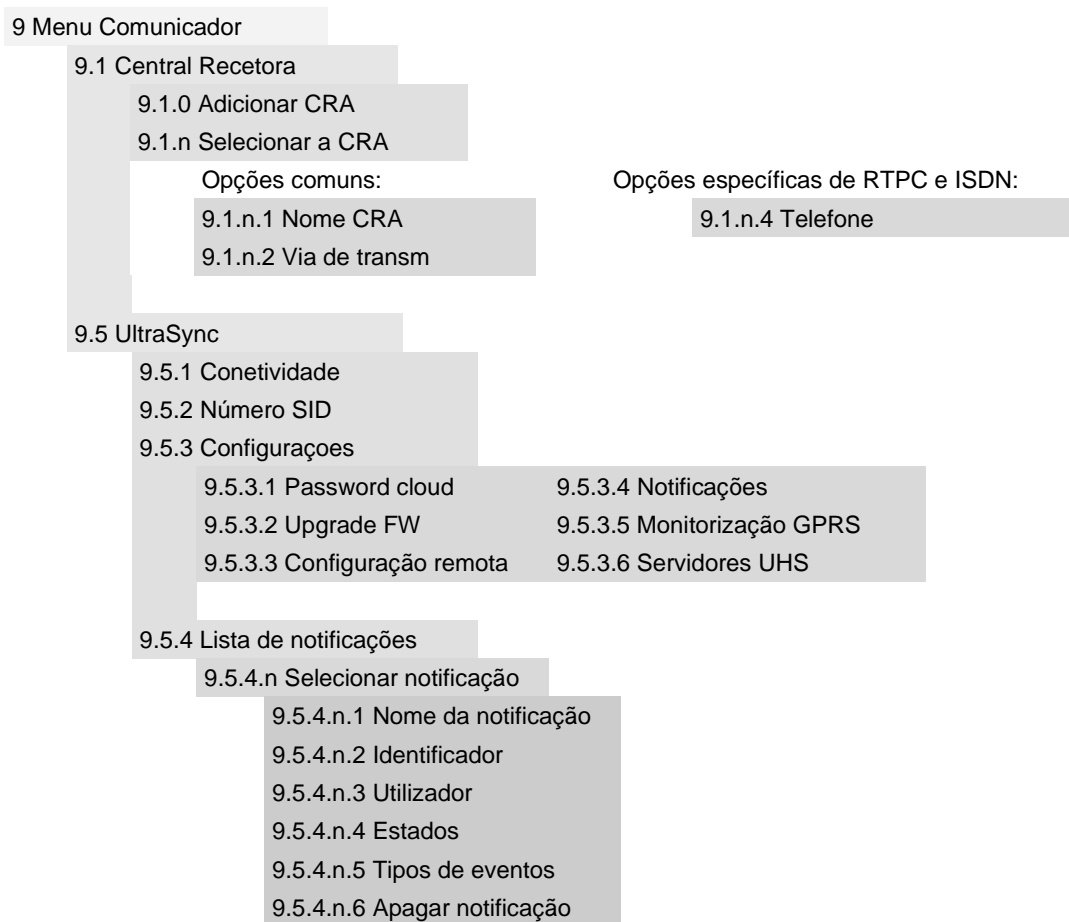 9 Menu Comunicador
9.1 Central Recetora
9.1.0 Adicionar CRA
9.1.n Selecionar a CRA
Opções comuns:
9.1.n.1 Nome CRA
9.1.n.2 Via de transm
Opções específicas de RTPC e ISDN:
9.1.n.4 Telefone
9.5 UltraSync
9.5.1 Conetividade
9.5.2 Número SID
9.5.3 Configuraçoes
9.5.3.1 Password cloud
9.5.3.2 Upgrade FW
9.5.3.3 Configuração remota
9.5.3.4 Notificações
9.5.3.5 Monitorização GPRS
9.5.3.6 Servidores UHS
9.5.4 Lista de notificações
9.5.4.n Selecionar notificação
9.5.4.n.1 Nome da notificação
9.5.4.n.2 Identificador
9.5.4.n.3 Utilizador
9.5.4.n.4 Estados
9.5.4.n.5 Tipos de eventos
9.5.4.n.6 Apagar notificação